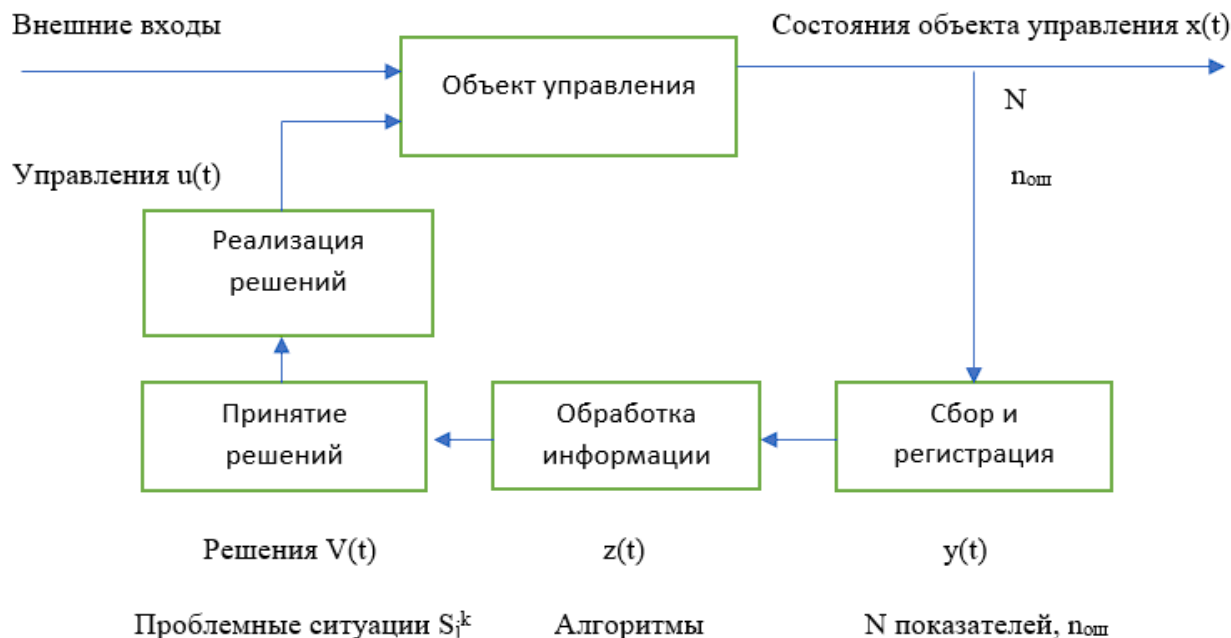 Внешние входы
Состояния объекта управления x(t)
Объект управления
N
Управления u(t)
nош
Реализация
решений
Принятие
решений
Обработка
информации
Сбор и
регистрация
Решения V(t)
z(t)
y(t)
Проблемные ситуации Sjk
Алгоритмы
N показателей, nош